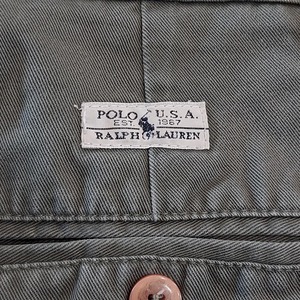 POLO U.S.A.
EST. 1967
RALPH LAUREN